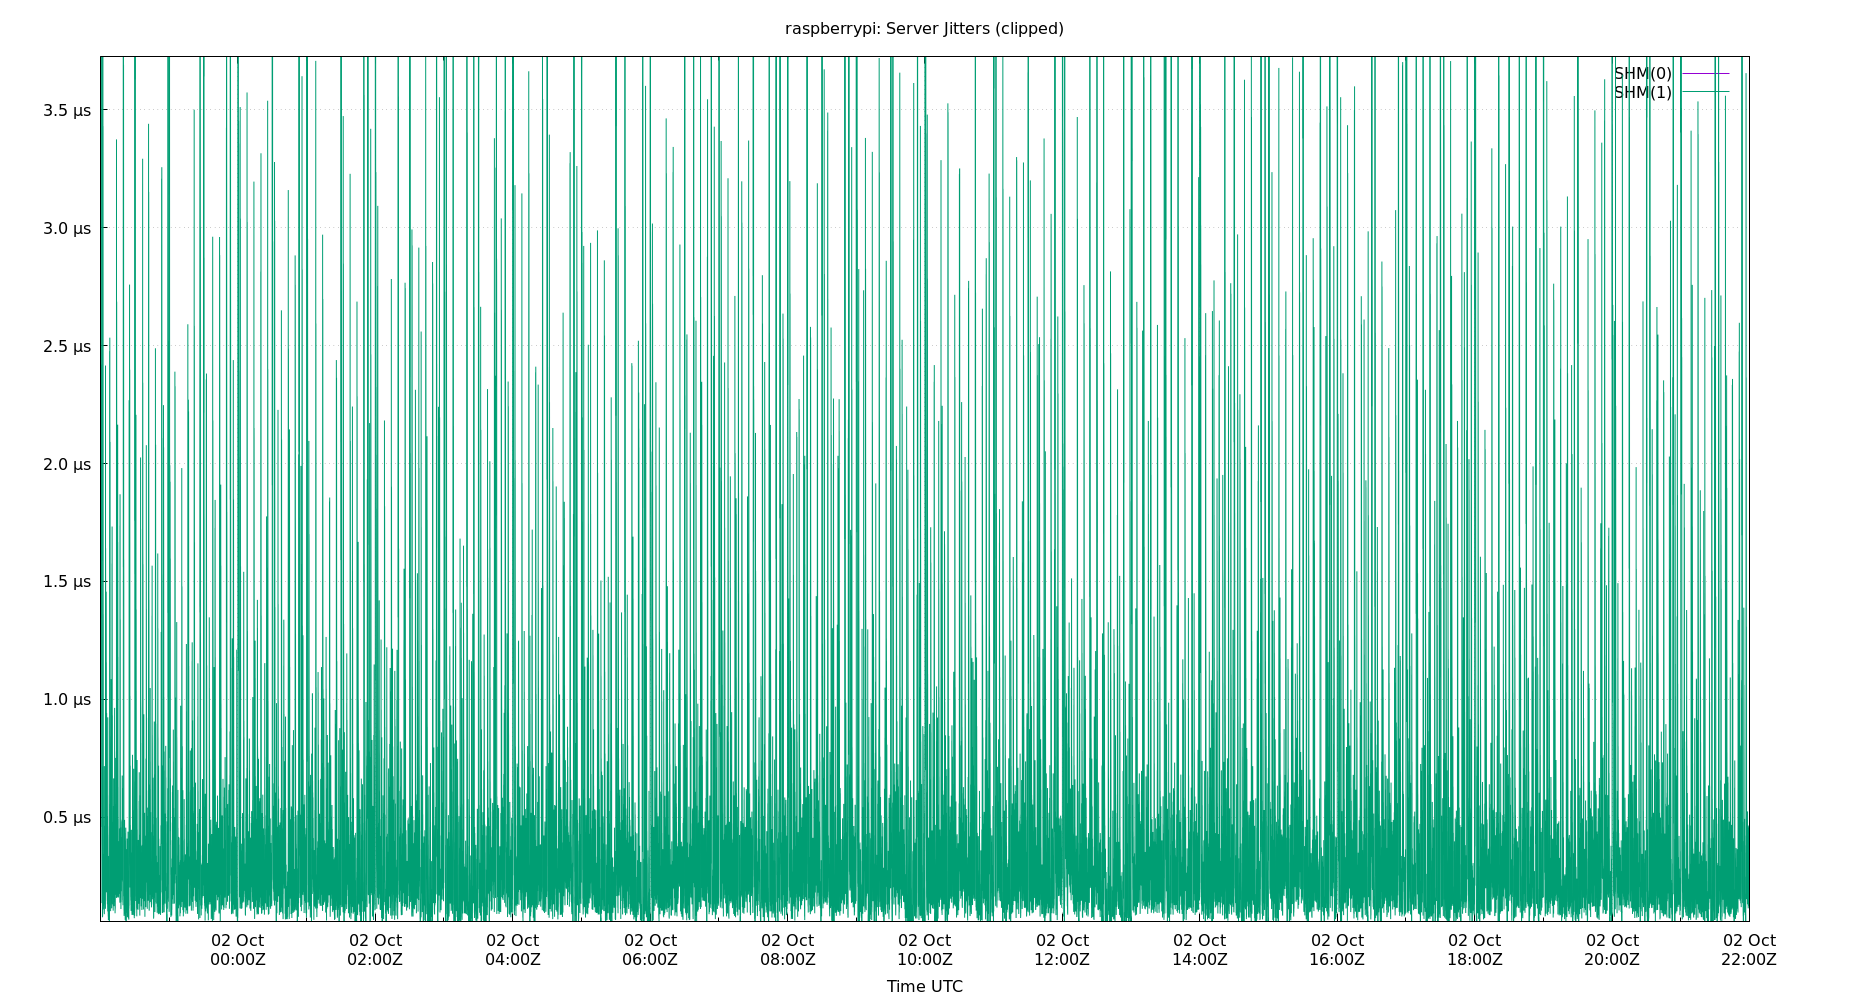 raspberrypi: Server Jitters (clipped)
SHM(0)
SHM(1)
3.5 µs
3.0 µs
2.5 µs
2.0 µs
1.5 µs
1.0 µs
0.5 µs
02 Oct 02 Oct 02 Oct 02 Oct 02 Oct 02 Oct 02 Oct 02 Oct 02 Oct 02 Oct 02 Oct 02 Oct
00:00Z 02:00Z 04:00Z 06:00Z 08:00Z 10:00Z 12:00Z 14:00Z 16:00Z 18:00Z 20:00Z 22:00Z
Time UTC